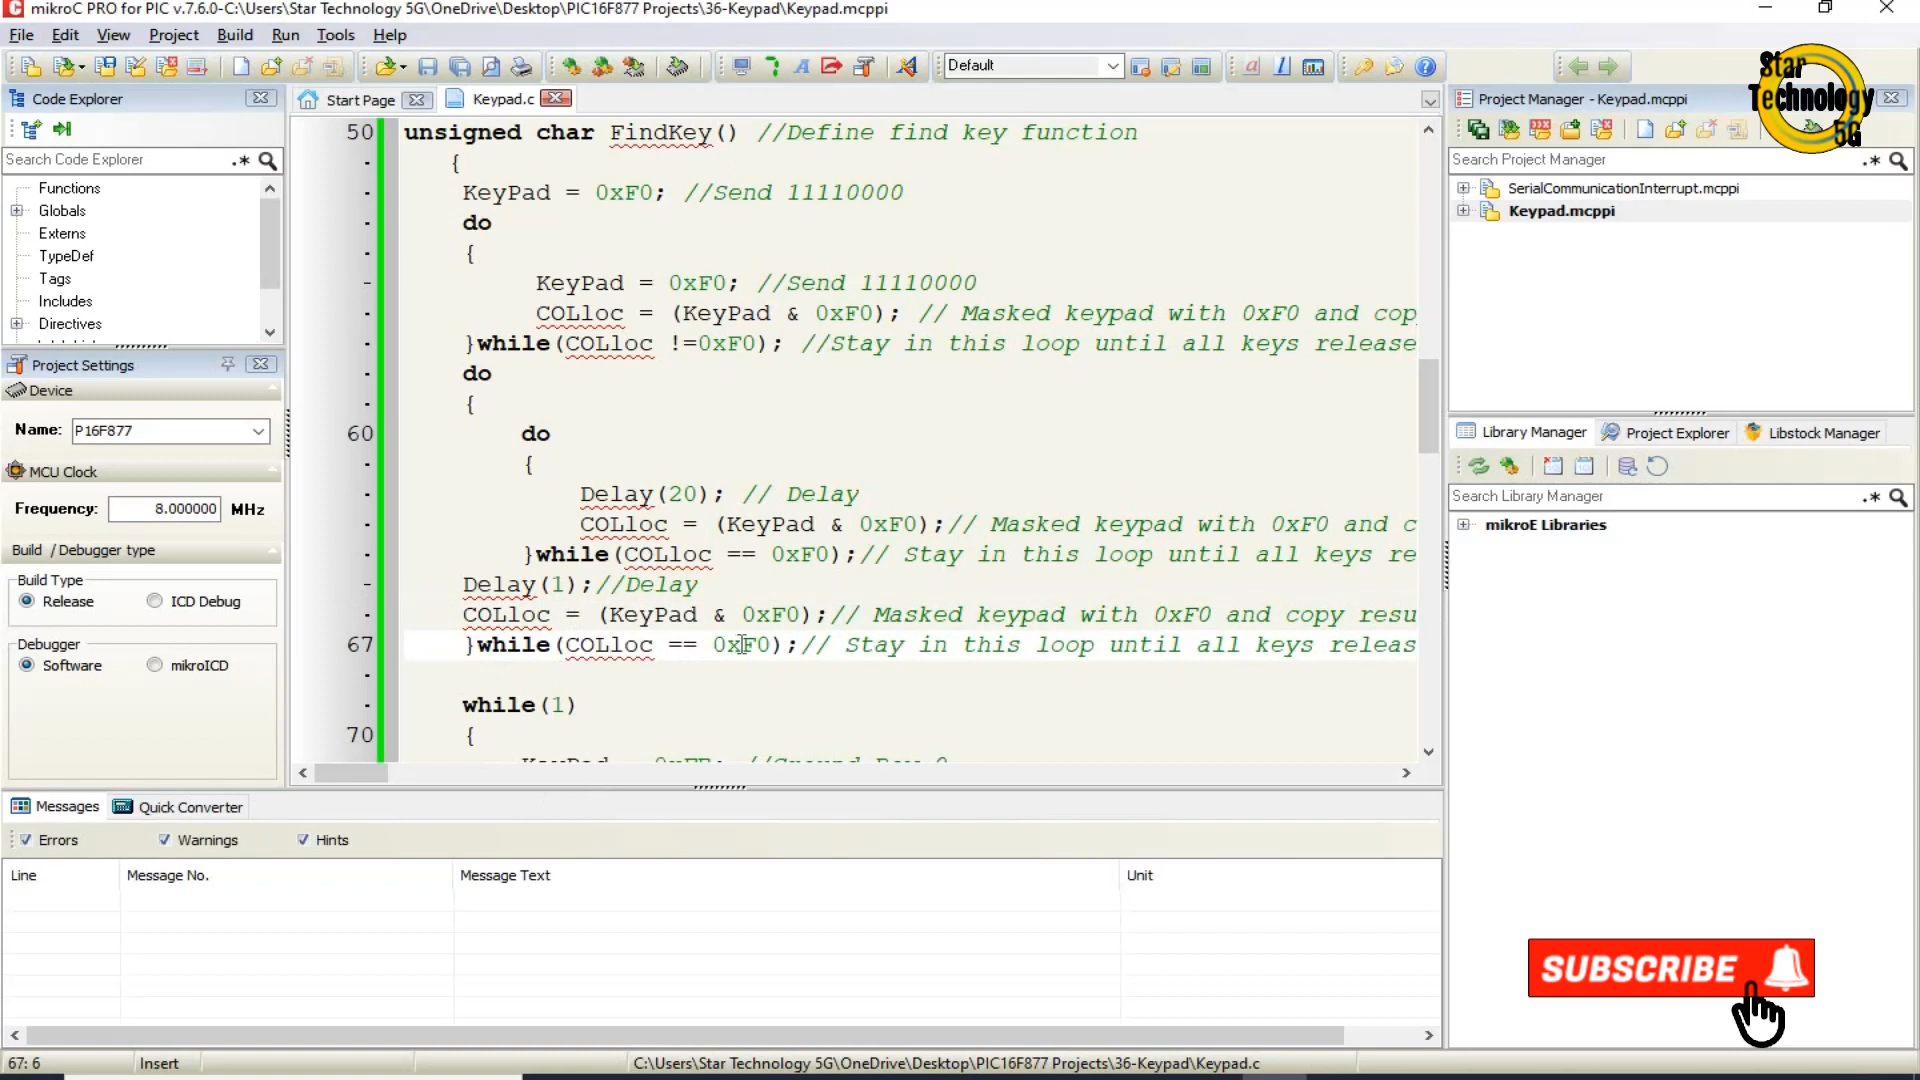 mikroC PRO for PIC v.7.6.0-C:\Users\Star Technology 5G\OneDrive\Desktop\PIC16F877 Projects\36-Keypad\Keypad.mcppi
File Edit View Project Build Run Tools Help
Default
Star
Technology
5G
Code Explorer
Start Page
Keypad.c
Project Manager - Keypad.mcppi
Search Code Explorer
Functions
Globals
Externs
TypeDef
Tags
Includes
Directives
Project Settings
Device
Name: P16F877
MCU Clock
Frequency: 8.000000 MHz
Build / Debugger type
Build Type
Release ICD Debug
Debugger
Software mikroICD
50 unsigned char FindKey() //Define find key function
{
KeyPad = 0xF0; //Send 11110000
do
{
KeyPad = 0xF0; //Send 11110000
COLloc = (KeyPad & 0xF0); // Masked keypad with 0xF0 and cop
}while(COLloc !=0xF0); //Stay in this loop until all keys release
do
{
60 do
{
Delay(20); // Delay
COLloc = (KeyPad & 0xF0);// Masked keypad with 0xF0 and c
}while(COLloc == 0xF0);// Stay in this loop until all keys re
Delay(1);//Delay
COLloc = (KeyPad & 0xF0);// Masked keypad with 0xF0 and copy resu
67 }while(COLloc == 0xF0);// Stay in this loop until all keys releas
while(1)
70 {
Search Project Manager
SerialCommunicationInterrupt.mcppi
Keypad.mcppi
Library Manager Project Explorer Libstock Manager
Search Library Manager
mikroE Libraries
Messages Quick Converter
Errors Warnings Hints
Line Message No. Message Text Unit
SUBSCRIBE
67: 6 Insert C:\Users\Star Technology 5G\OneDrive\Desktop\PIC16F877 Projects\36-Keypad\Keypad.c